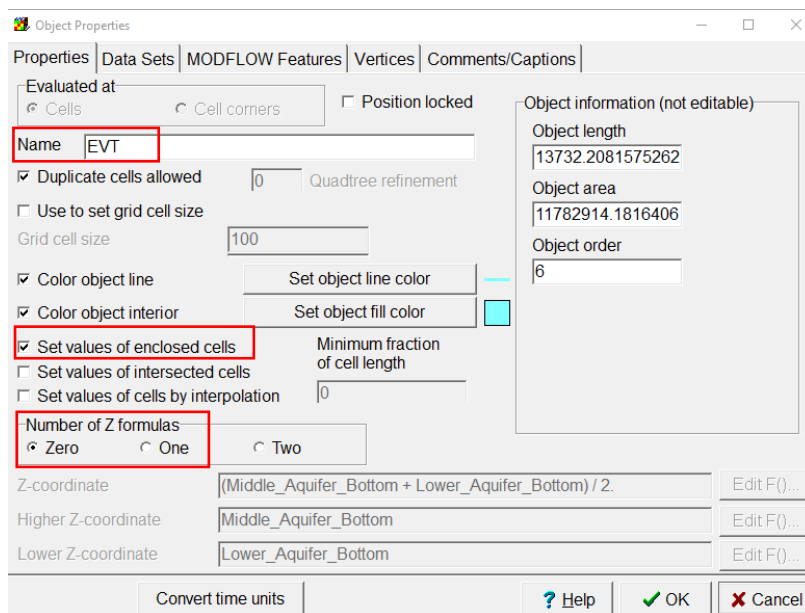 Object Properties
Properties Data Sets MODFLOW Features Vertices Comments/Captions
Evaluated at
Cells Cell corners
Position locked
Name EVT
Duplicate cells allowed 0 Quadtree refinement
Use to set grid cell size
Grid cell size 100
Color object line Set object line color
Color object interior Set object fill color
Set values of enclosed cells
Set values of intersected cells
Set values of cells by interpolation
Minimum fraction
of cell length
0
Number of Z formulas
Zero One Two
Object information (not editable)
Object length
13732.2081575262
Object area
11782914.1816406
Object order
6
Z-coordinate (Middle_Aquifer_Bottom + Lower_Aquifer_Bottom) / 2. Edit F()...
Higher Z-coordinate Middle_Aquifer_Bottom Edit F()...
Lower Z-coordinate Lower_Aquifer_Bottom Edit F()...
Convert time units ? Help OK Cancel